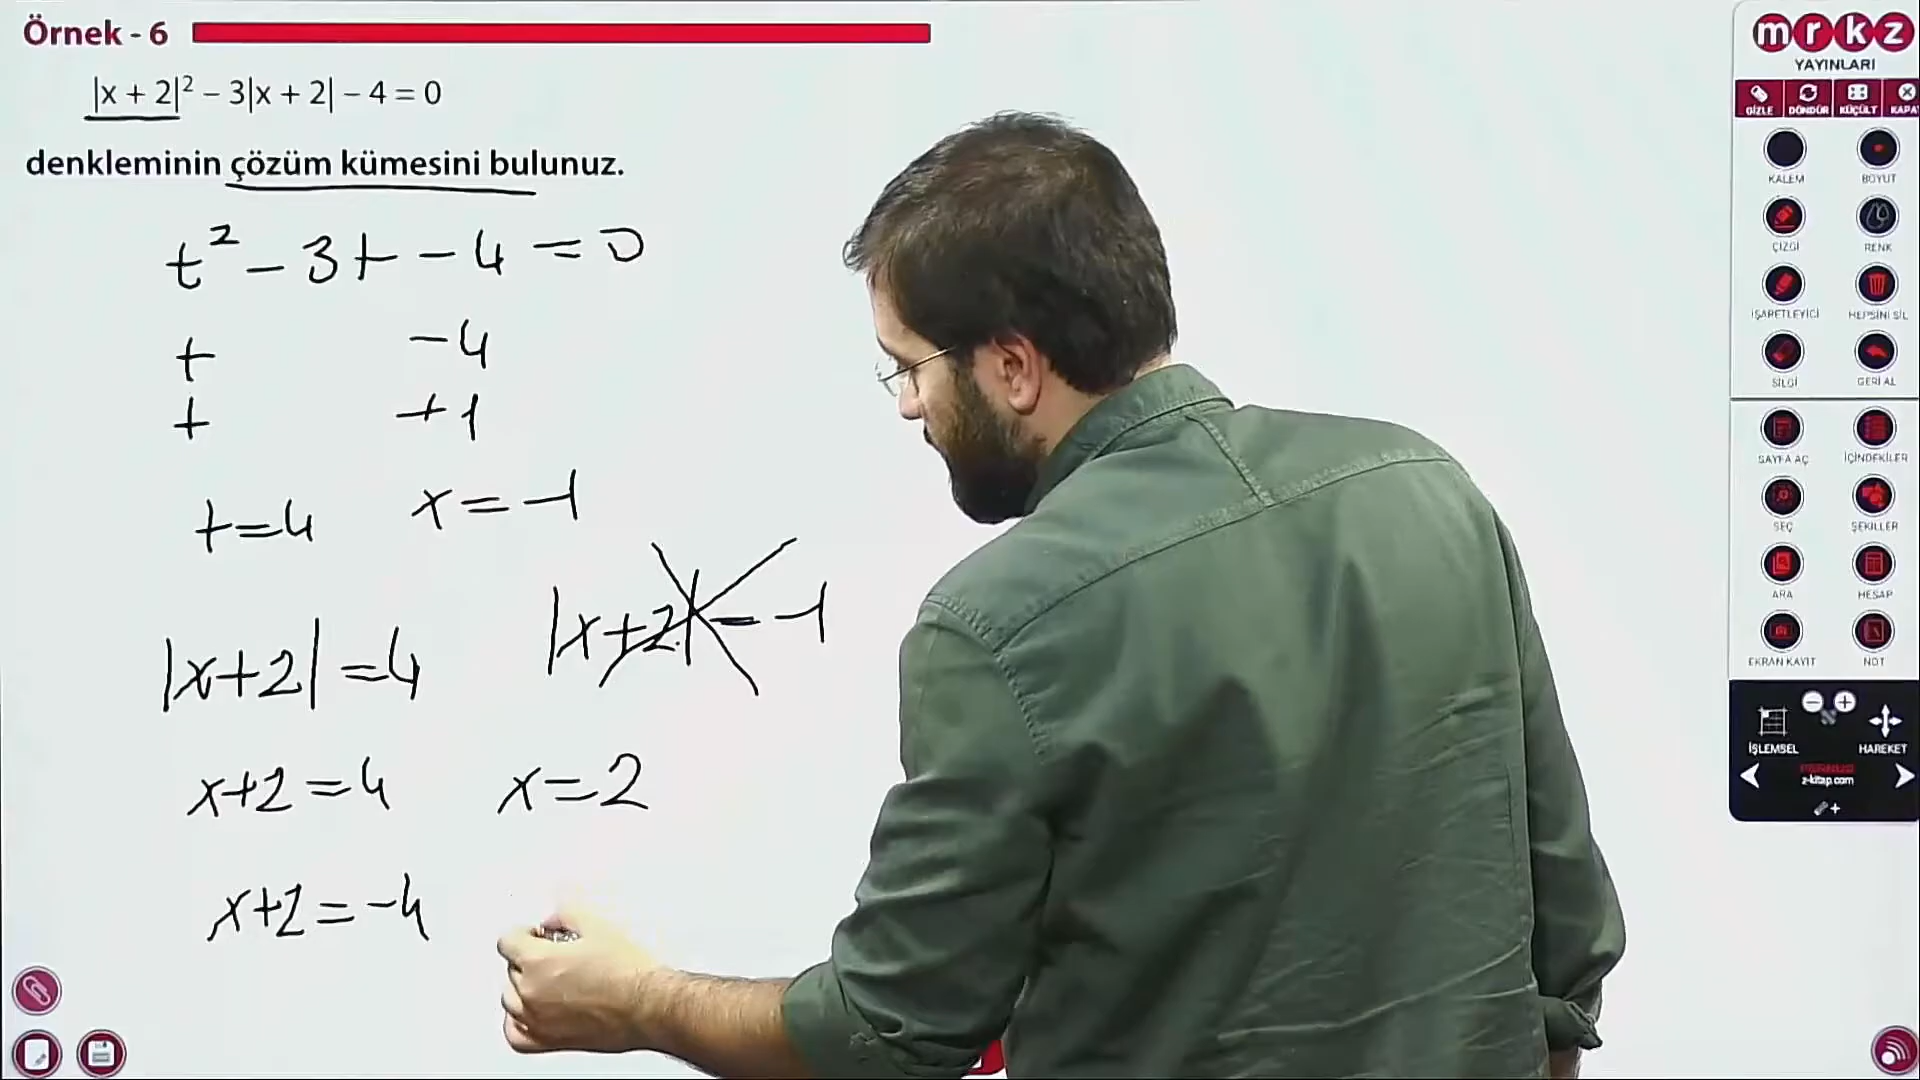 Örnek - 6
|x + 2|² – 3|x + 2| – 4 = 0
denkleminin çözüm kümesini bulunuz.
t² – 3t – 4 = 0
t –4
t +1
t = 4 x = –1
|x+2| = 4 |x+2| = –1
x+2 = 4 x = 2
x+2 = –4
mrkz
YAYINLARI
GİZLE DÖNDÜR KÜÇÜLT KAPA
KALEM BOYUT
ÇİZGİ RENK
İŞARETLEYİCİ HEPSİNİ SİL
SİLGİ GERİ AL
SAYFA AÇ İÇİNDEKİLER
SEÇ ŞEKİLLER
ARA HESAP
EKRAN KAYIT NOT
İŞLEMSEL HAREKET
z-kitap.com